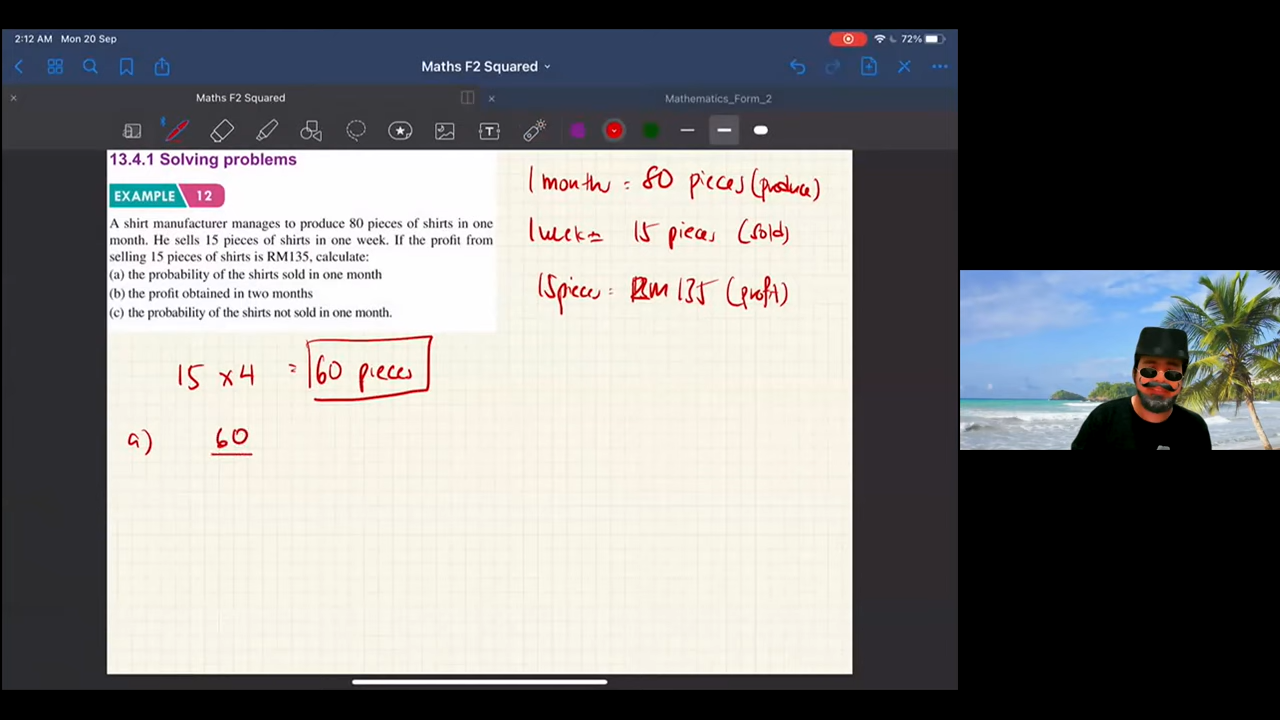 2:12 AM Mon 20 Sep
72%
Maths F2 Squared
Maths F2 Squared
Mathematics_Form_2
13.4.1 Solving problems
EXAMPLE 12
A shirt manufacturer manages to produce 80 pieces of shirts in one
month. He sells 15 pieces of shirts in one week. If the profit from
selling 15 pieces of shirts is RM135, calculate:
(a) the probability of the shirts sold in one month
(b) the profit obtained in two months
(c) the probability of the shirts not sold in one month.
1 month = 80 pieces (produce)
1 week = 15 pieces (sold)
15 pieces = RM 135 (profit)
15 x 4 = 60 pieces
a) 60